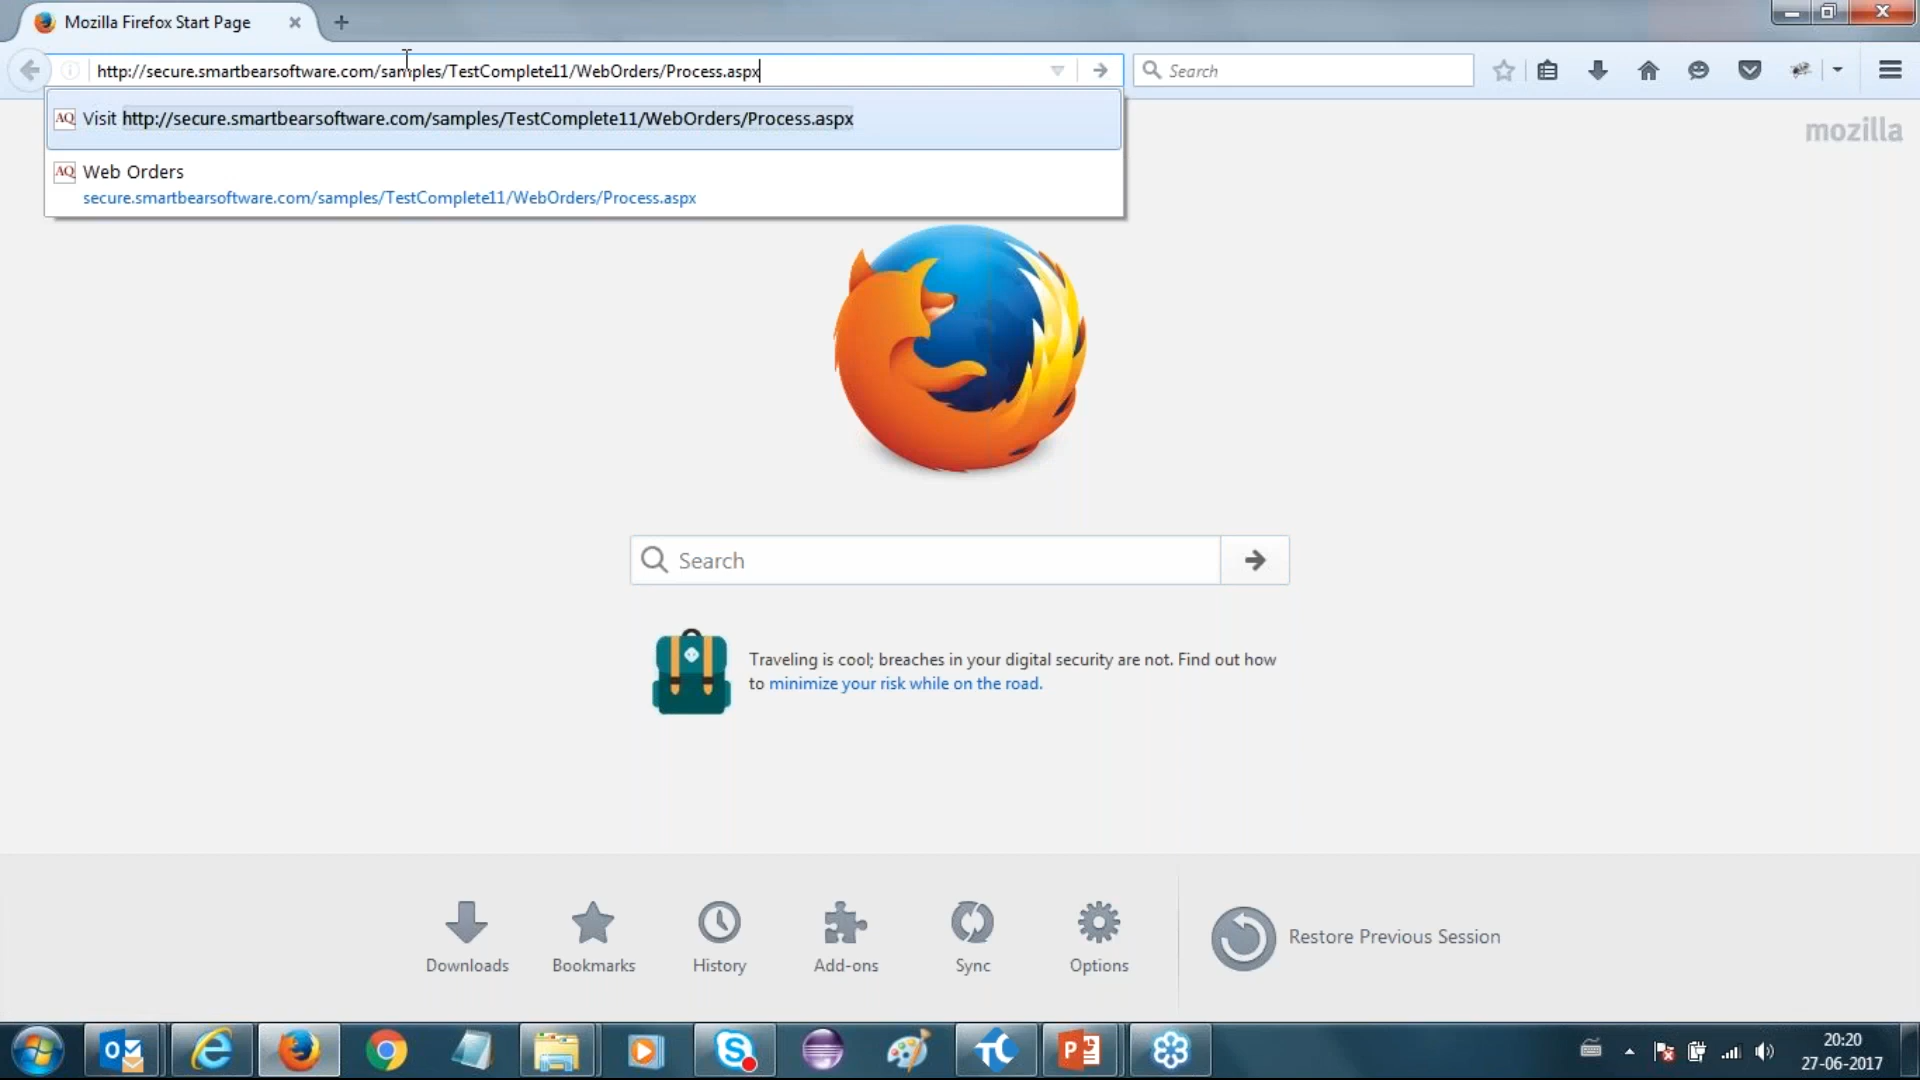 Mozilla Firefox Start Page
http://secure.smartbearsoftware.com/samples/TestComplete11/WebOrders/Process.aspx
Search
Visit http://secure.smartbearsoftware.com/samples/TestComplete11/WebOrders/Process.aspx
Web Orders
secure.smartbearsoftware.com/samples/TestComplete11/WebOrders/Process.aspx
mozilla
Search
Traveling is cool; breaches in your digital security are not. Find out how
to minimize your risk while on the road.
Downloads
Bookmarks
History
Add-ons
Sync
Options
Restore Previous Session
20:20
27-06-2017